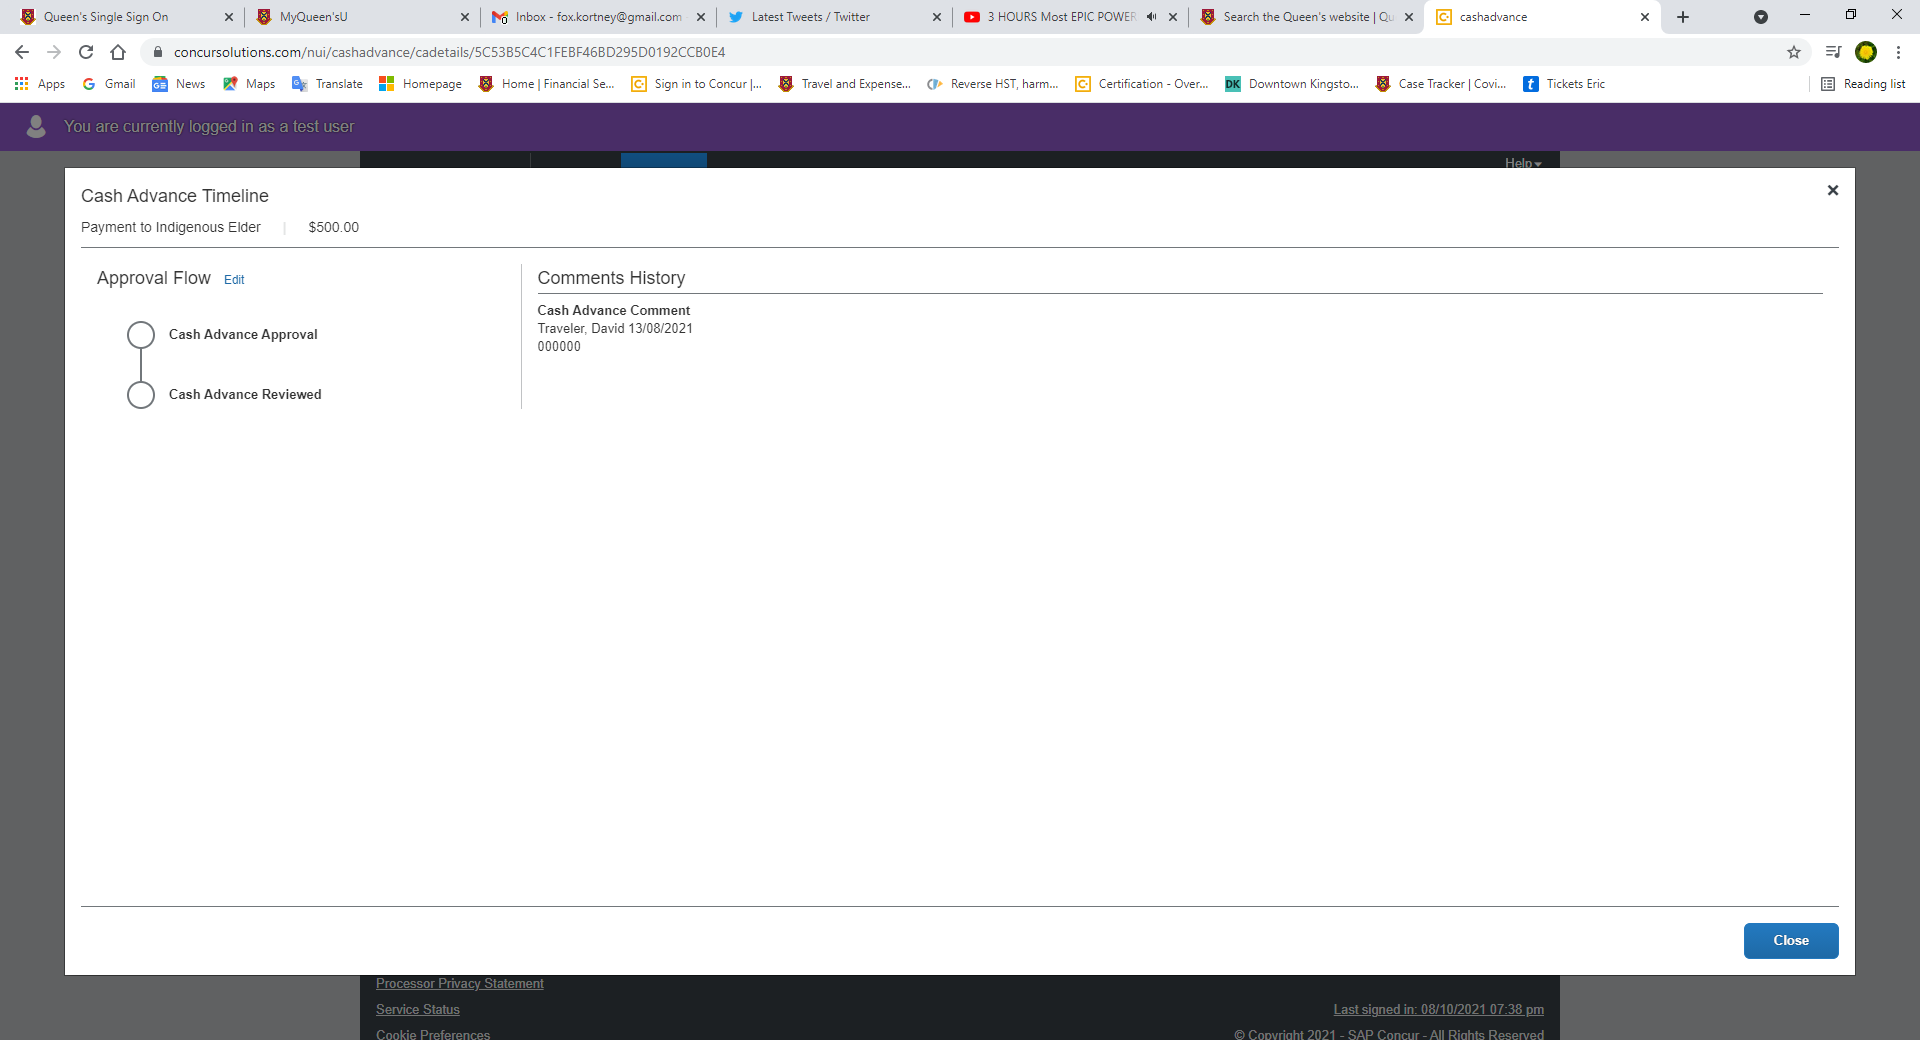 Queen's Single Sign On
MyQueen'sU
Inbox - fox.kortney@gmail.com
Latest Tweets / Twitter
3 HOURS Most EPIC POWER
Search the Queen's website | Qu
cashadvance
concursolutions.com/nui/cashadvance/cadetails/5C53B5C4C1FEBF46BD295D0192CCB0E4
Apps
Gmail
News
Maps
Translate
Homepage
Home | Financial Se...
Sign in to Concur |...
Travel and Expense...
Reverse HST, harm...
Certification - Over...
DK
Downtown Kingsto...
Case Tracker | Covi...
t
Tickets Eric
Reading list
You are currently logged in as a test user
Help
Cash Advance Timeline
Payment to Indigenous Elder | $500.00
Approval Flow Edit
Cash Advance Approval
Cash Advance Reviewed
Comments History
Cash Advance Comment
Traveler, David 13/08/2021
000000
Close
Processor Privacy Statement
Service Status
Last signed in: 08/10/2021 07:38 pm
Cookie Preferences
© Copyright 2021 - SAP Concur - All Rights Reserved